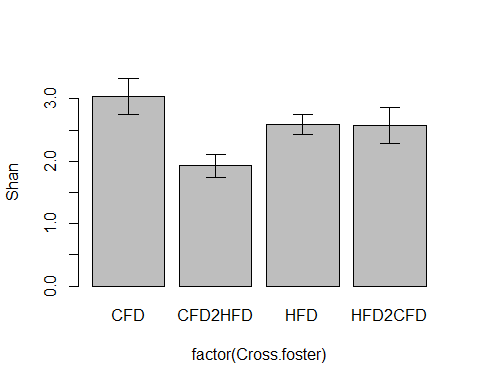 Shan
3.0
2.0
1.0
0.0
CFD CFD2HFD HFD HFD2CFD
factor(Cross.foster)